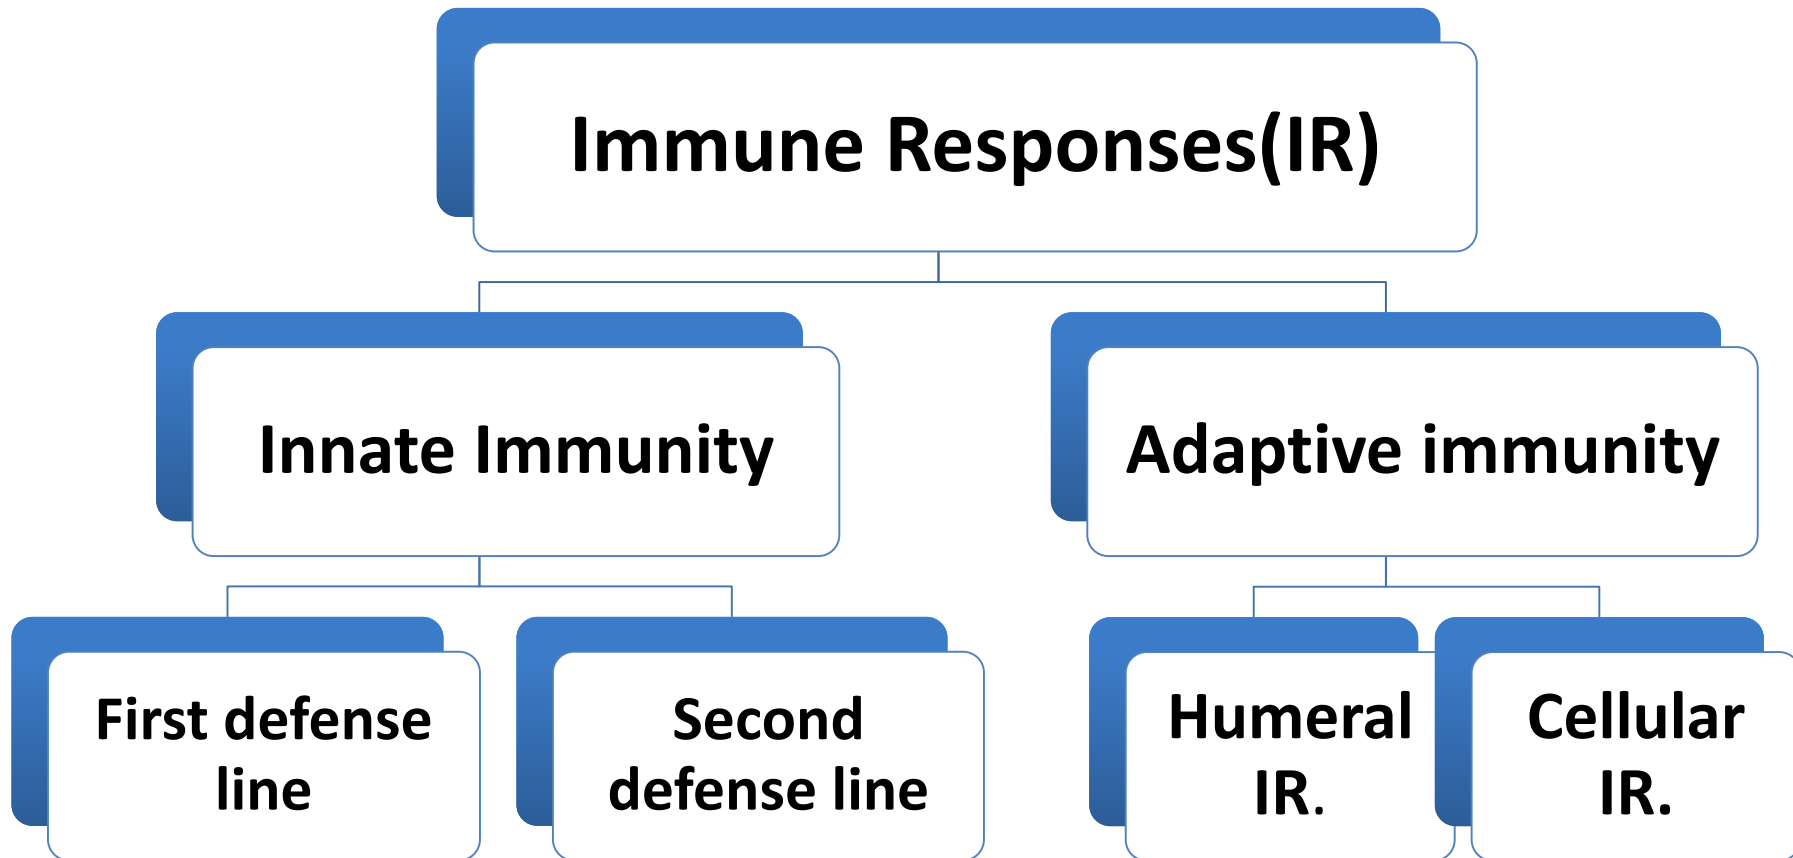 Immune Responses(IR)
Innate Immunity
Adaptive immunity
First defense
line
Second
defense line
Humeral
IR.
Cellular
IR.